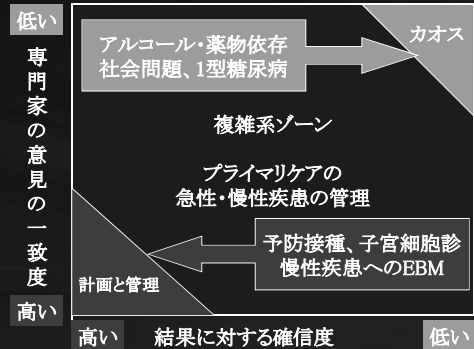 低い
専門家の意見の一致度
高い
アルコール・薬物依存
社会問題、1型糖尿病
カオス
複雑系ゾーン
プライマリケアの
急性・慢性疾患の管理
予防接種、子宮細胞診
慢性疾患へのEBM
計画と管理
高い 結果に対する確信度 低い